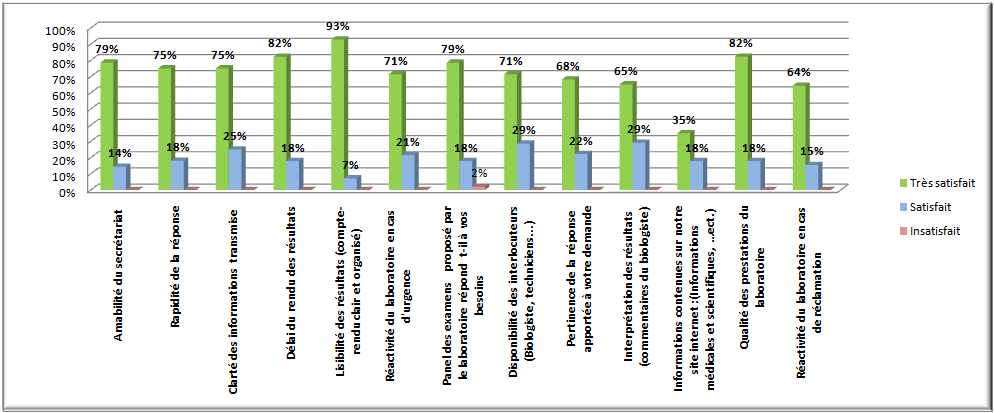 100%
90%
80%
70%
60%
50%
40%
30%
20%
10%
0%
79%
14%
75%
18%
75%
25%
82%
18%
93%
7%
71%
21%
79%
18%
2%
71%
29%
68%
22%
65%
29%
35%
18%
82%
18%
64%
15%
Très satisfait
Satisfait
Insatisfait
Amabilité du secrétariat
Rapidité de la réponse
Clarté des informations transmise
Délai du rendu des résultats
Lisibilité des résultats (compte-
rendu clair et organisé)
Réactivité du laboratoire en cas
d'urgence
Panel des examens proposé par
le laboratoire répond t-il à vos
besoins
Disponibilité des interlocuteurs
(Biologiste, techniciens...)
Pertinence de la réponse
apportée à votre demande
Interprétation des résultats
(commentaires du biologiste)
Informations contenues sur notre
site internet :(Informations
médicales et scientifiques, ...ect.)
Qualité des prestations du
laboratoire
Réactivité du laboratoire en cas
de réclamation